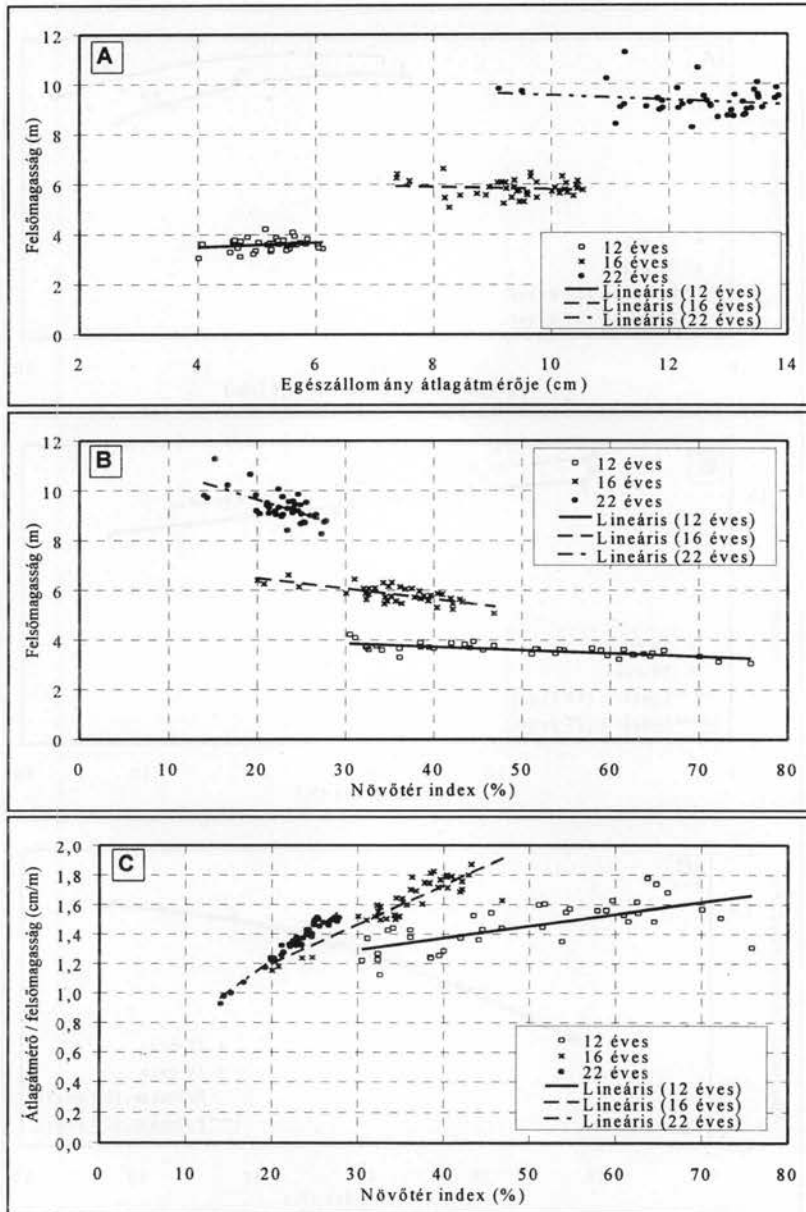 A
Felsőmagasság (m)
12
10
8
6
4
2
0
2 4 6 8 10 12 14
Egészállomány átlagátmérője (cm)
12 éves
16 éves
22 éves
Lineáris (12 éves)
Lineáris (16 éves)
Lineáris (22 éves)
B
Felsőmagasság (m)
12
10
8
6
4
2
0
0 10 20 30 40 50 60 70 80
Növőtér index (%)
12 éves
16 éves
22 éves
Lineáris (12 éves)
Lineáris (16 éves)
Lineáris (22 éves)
C
Átlagátmérő / felsőmagasság (cm/m)
2,0
1,8
1,6
1,4
1,2
1,0
0,8
0,6
0,4
0,2
0,0
0 10 20 30 40 50 60 70 80
Növőtér index (%)
12 éves
16 éves
22 éves
Lineáris (12 éves)
Lineáris (16 éves)
Lineáris (22 éves)